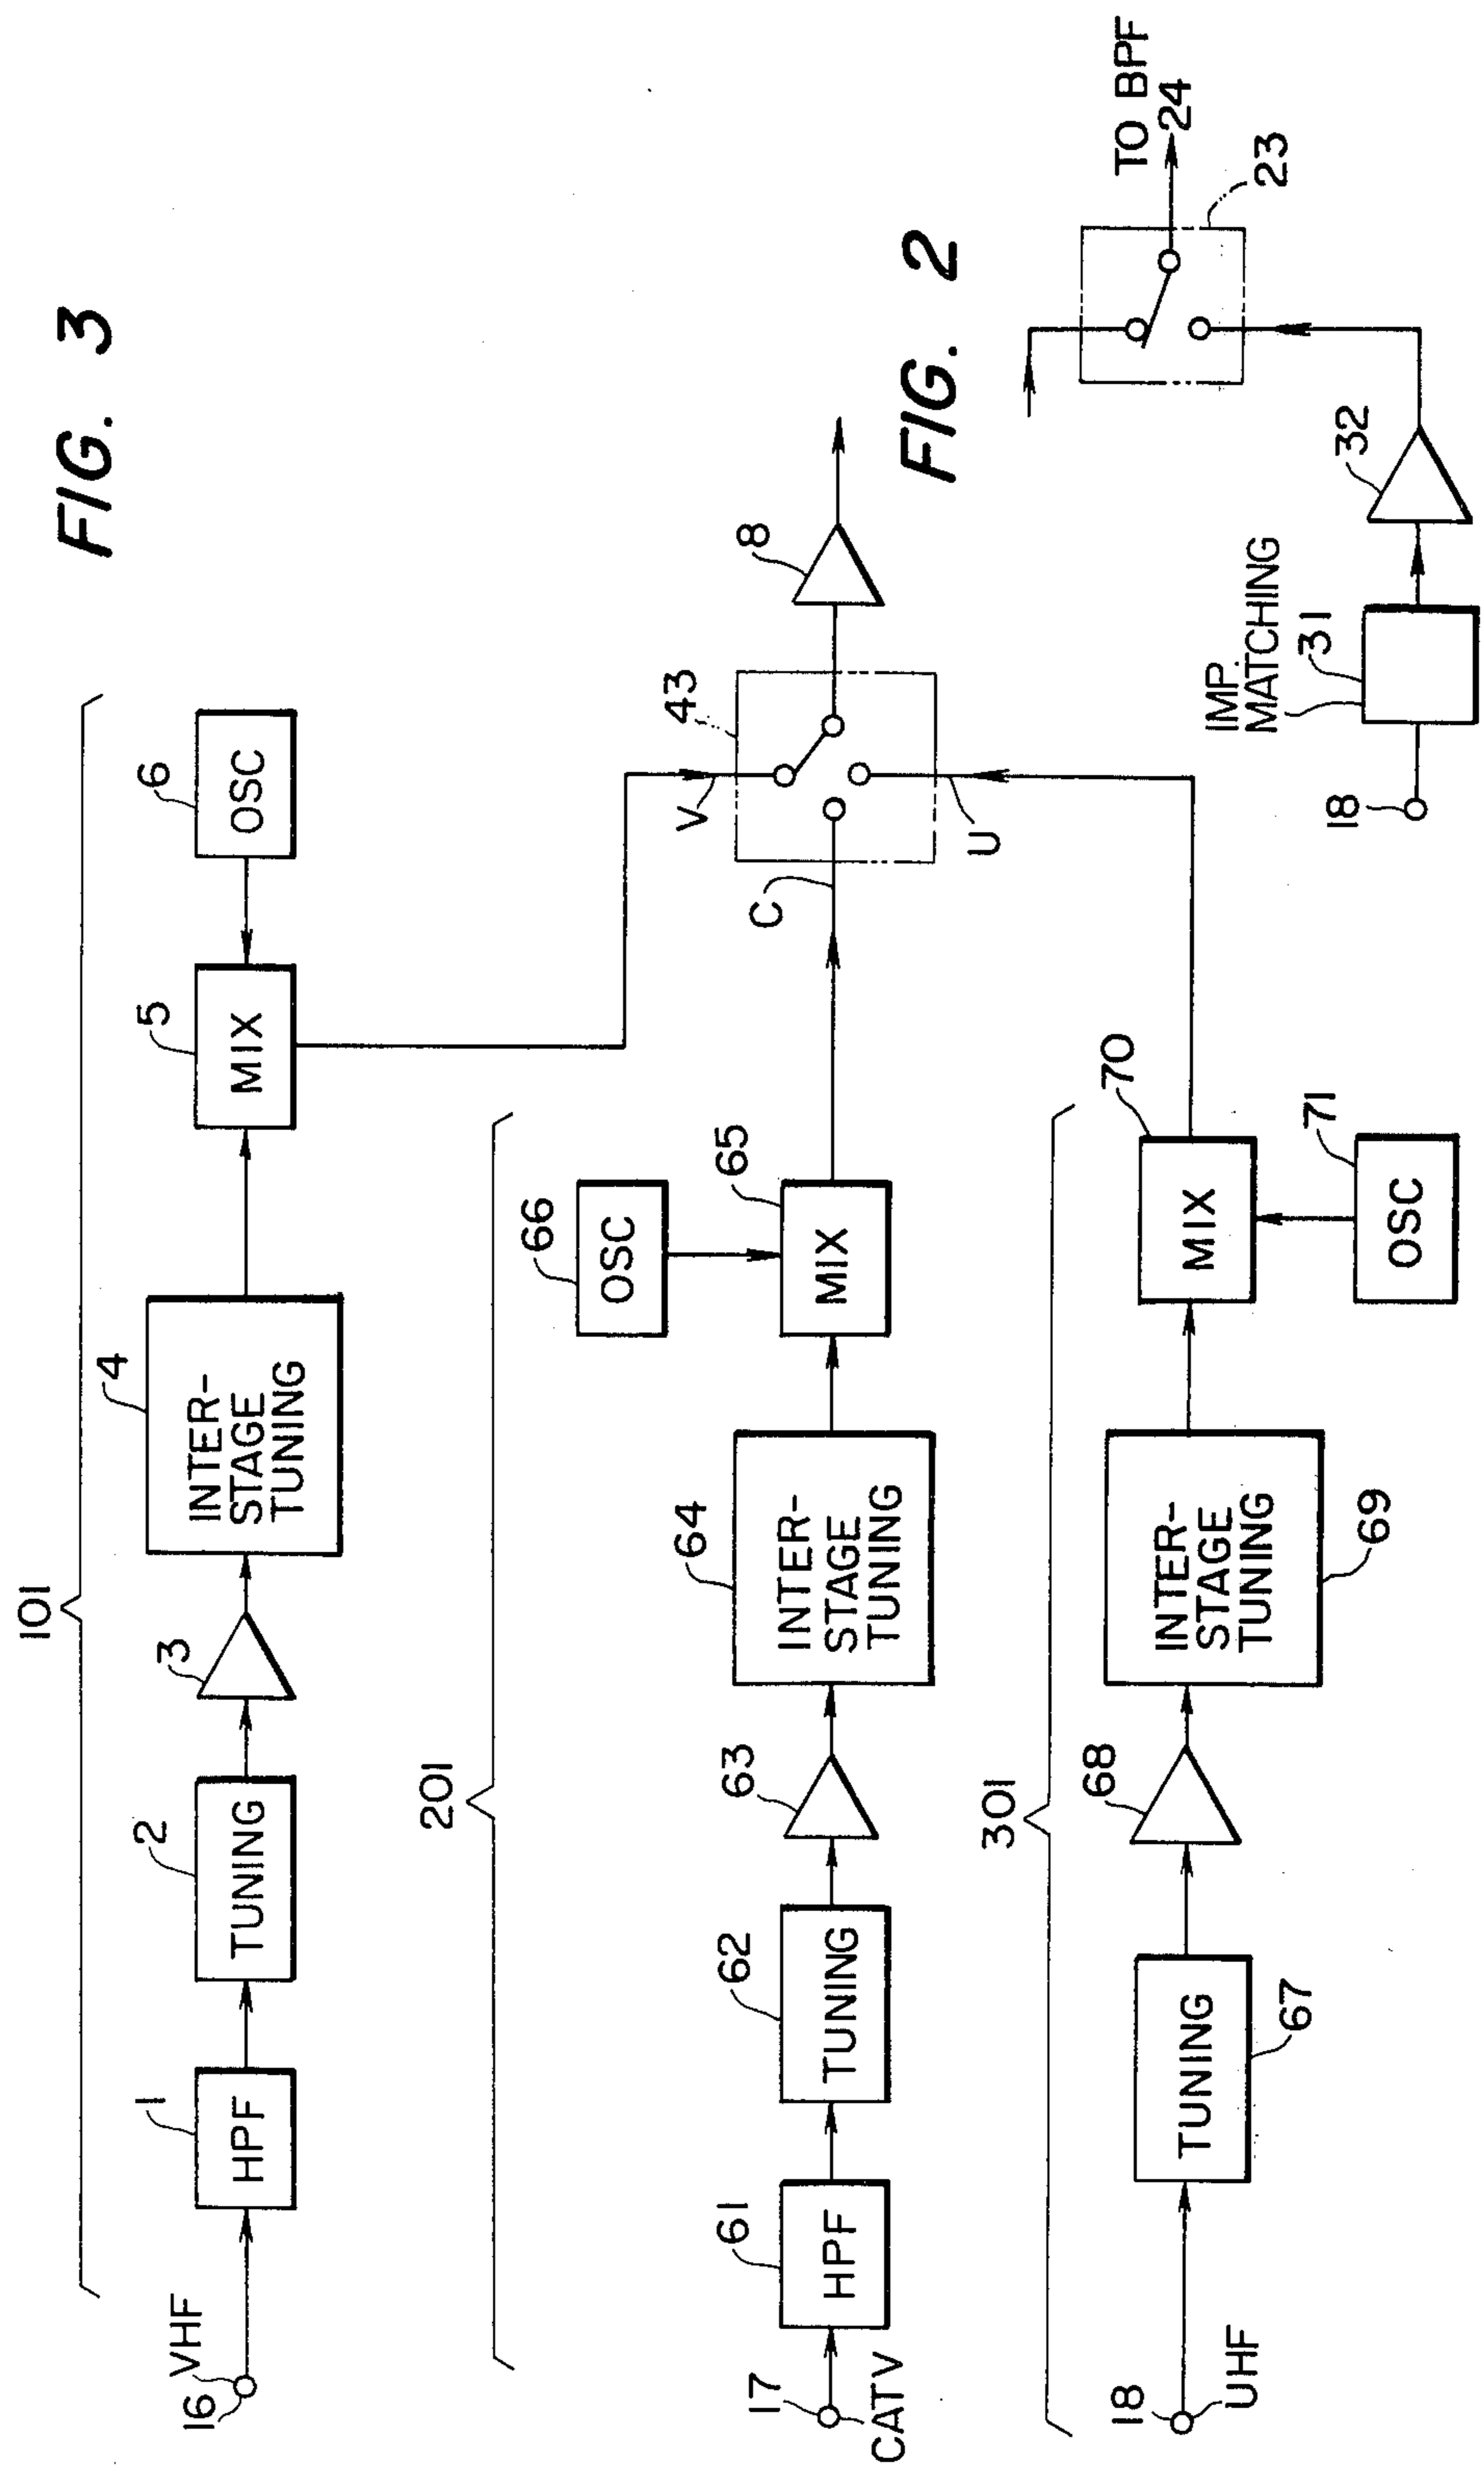 FIG. 3
101
16
VHF
1
HPF
2
TUNING
3
4
INTER-
STAGE
TUNING
5
MIX
6
OSC
201
17
CATV
61
HPF
62
TUNING
63
64
INTER-
STAGE
TUNING
65
MIX
66
OSC
C
V
U
43
8
301
18
UHF
TUNING
67
68
INTER-
STAGE
TUNING
69
70
MIX
71
OSC
FIG. 2
18
IMP.
MATCHING
31
32
23
TO BPF
24